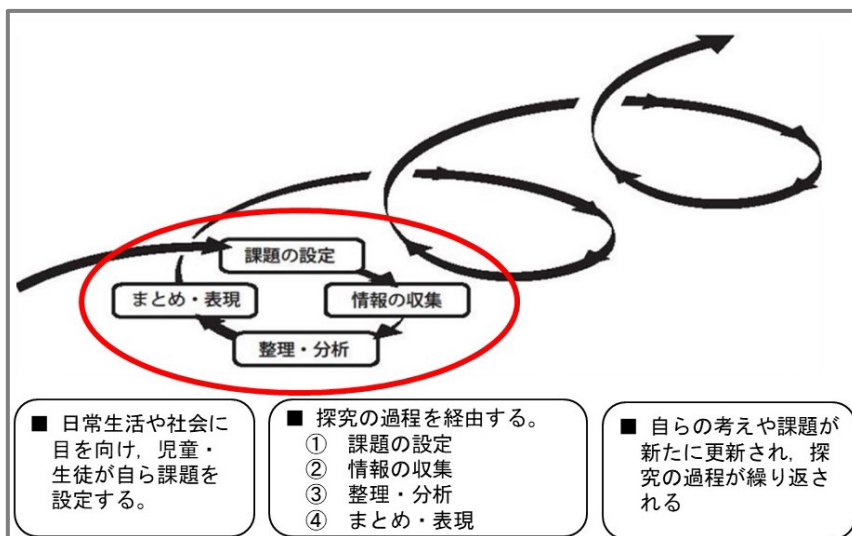 課題の設定
まとめ・表現
情報の収集
整理・分析
■ 日常生活や社会に
目を向け，児童・
生徒が自ら課題を
設定する。
■ 探究の過程を経由する。
① 課題の設定
② 情報の収集
③ 整理・分析
④ まとめ・表現
■ 自らの考えや課題が
新たに更新され，探
究の過程が繰り返さ
れる